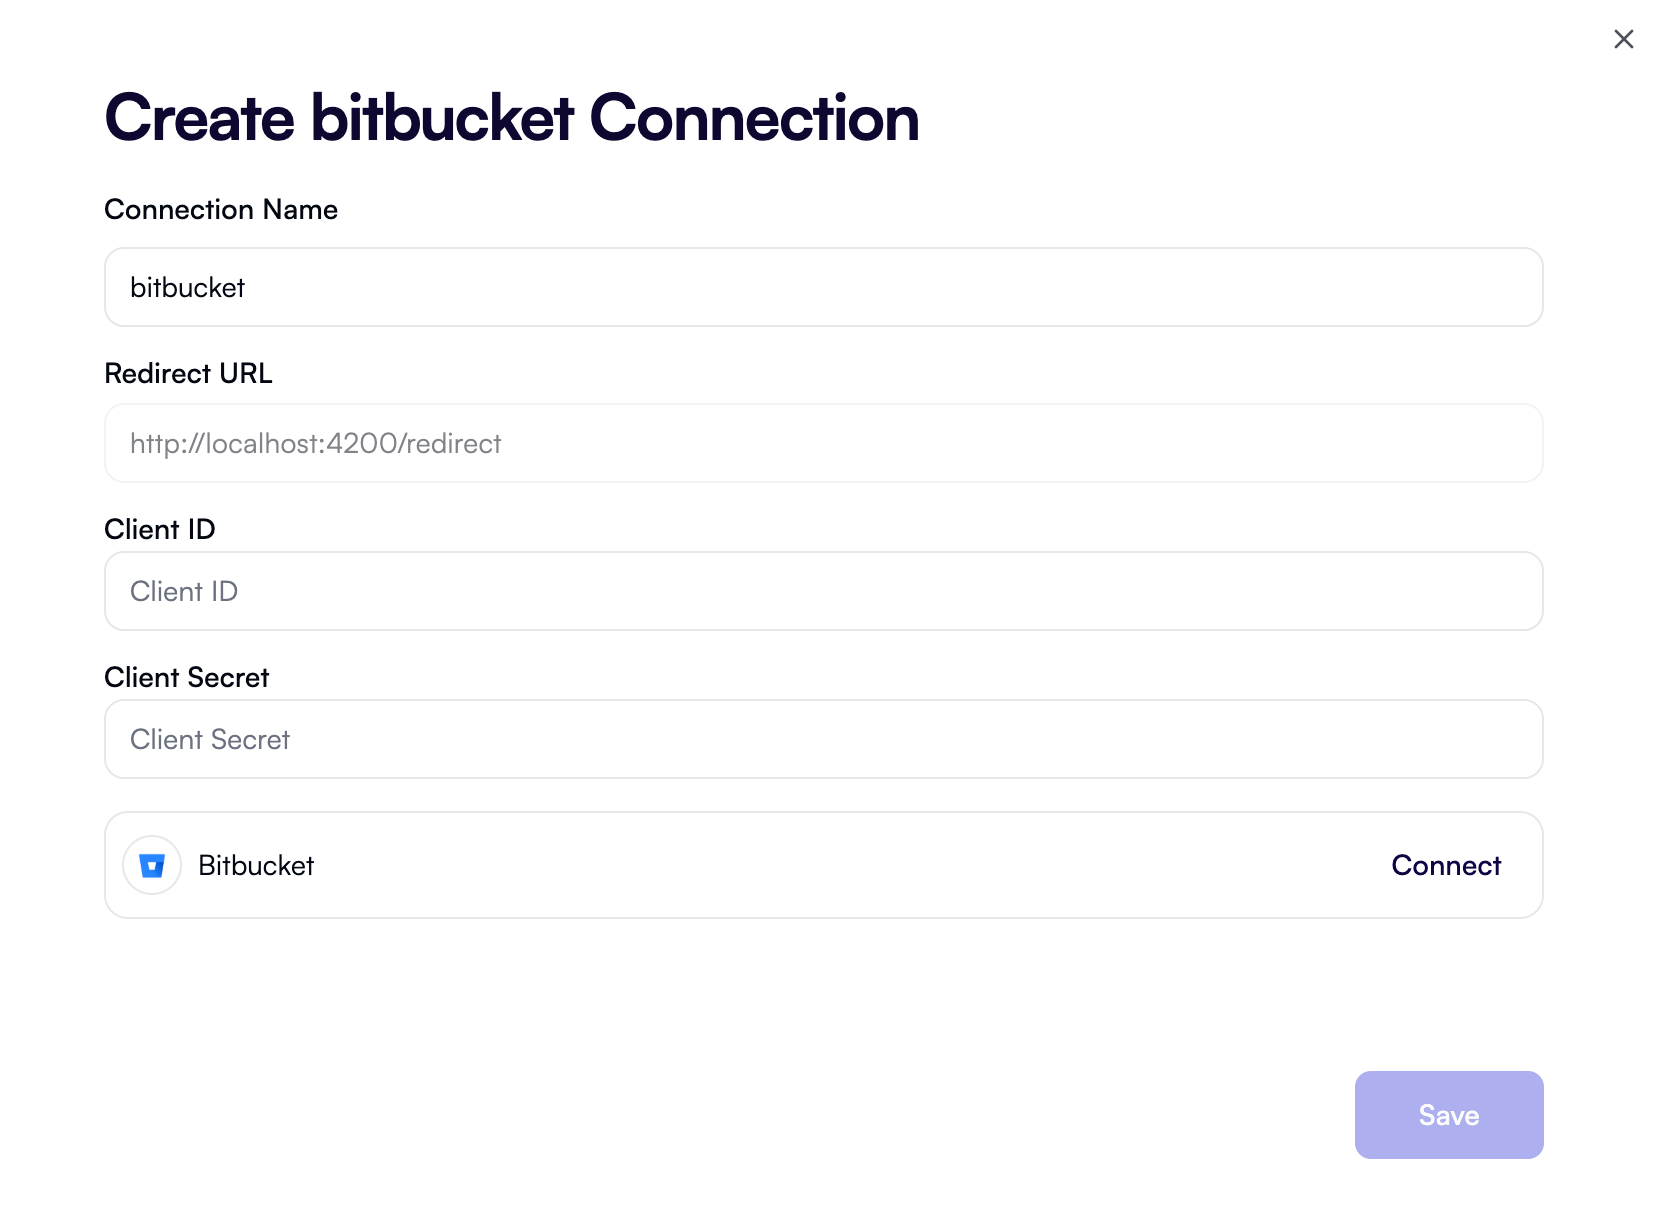 Create bitbucket Connection
Connection Name
bitbucket
Redirect URL
http://localhost:4200/redirect
Client ID
Client ID
Client Secret
Client Secret
Bitbucket
Connect
Save